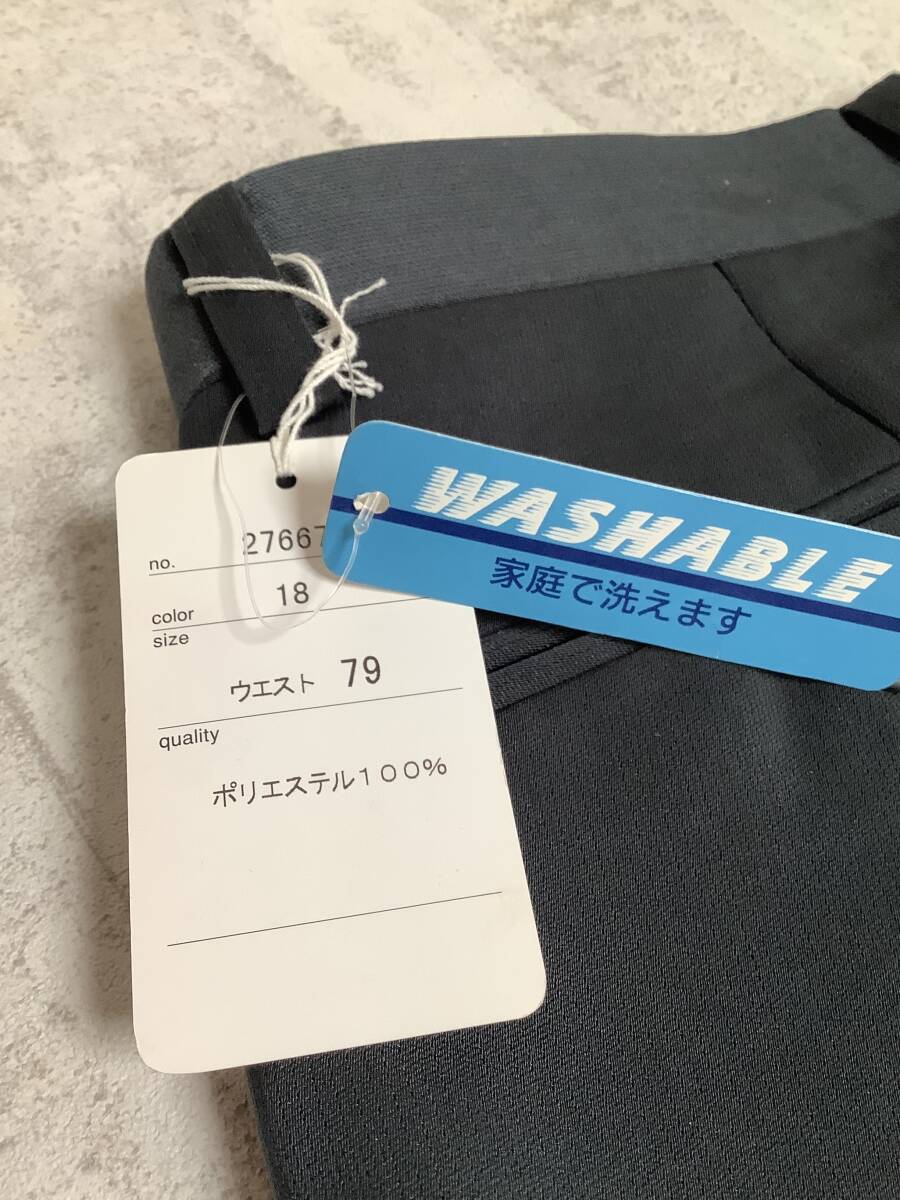 no. 27667
color 18
size
ウエスト 79
quality
ポリエステル100%
WASHABLE
家庭で洗えます